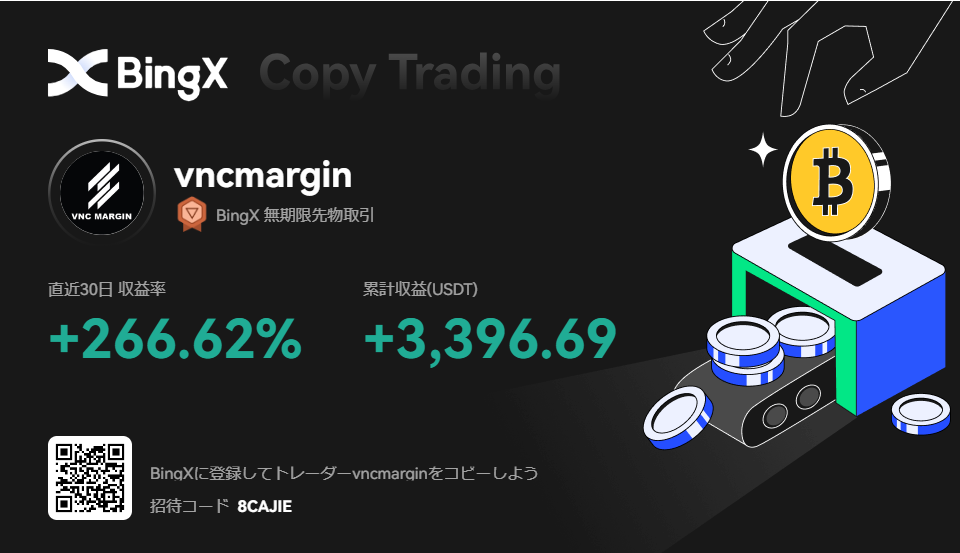 BingX Copy Trading
VNC MARGIN
vncmargin
BingX 無期限先物取引
直近30日 収益率
累計収益(USDT)
+266.62%
+3,396.69
BingXに登録してトレーダーvncmarginをコピーしよう
招待コード 8CAJIE